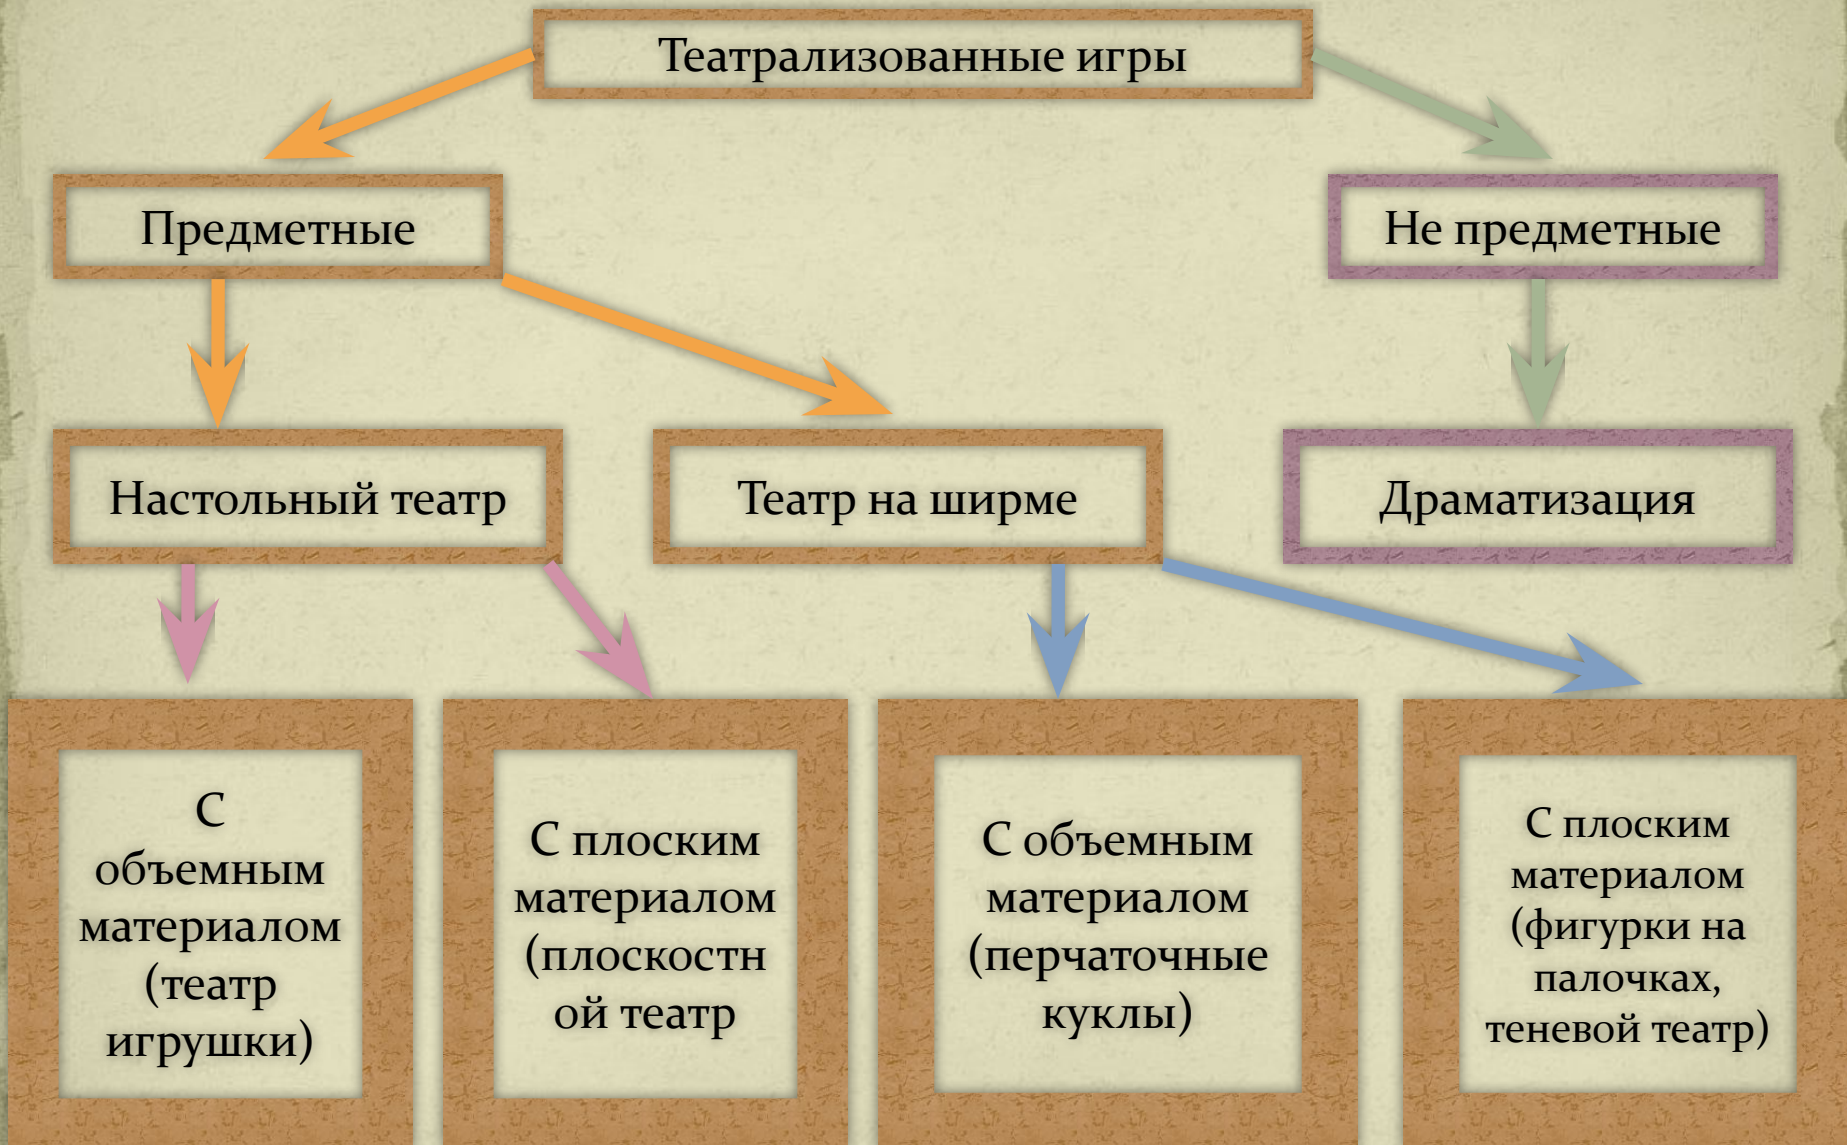 Театрализованные игры
Предметные
Не предметные
Настольный театр
Театр на ширме
Драматизация
С
объемным
материалом
(театр
игрушки)
С плоским
материалом
(плоскостн
ой театр
С объемным
материалом
(перчаточные
куклы)
С плоским
материалом
(фигурки на
палочках,
теневой театр)